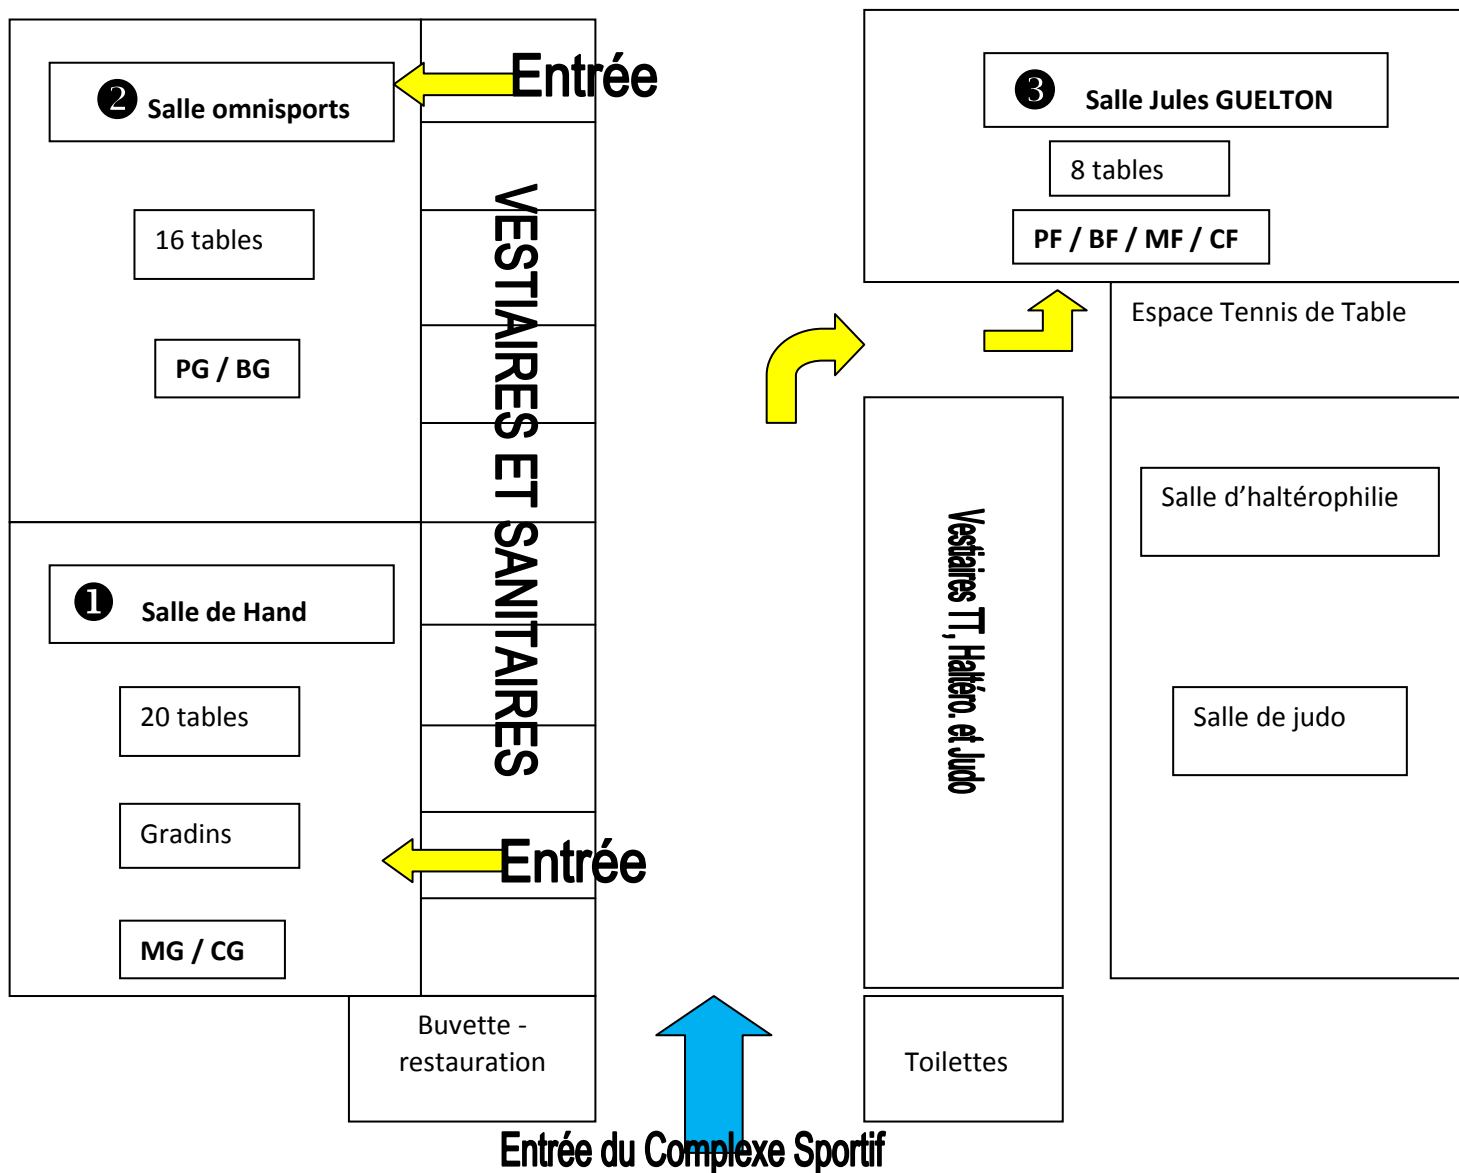 Entrée
❷ Salle omnisports
16 tables
PG / BG
❶ Salle de Hand
20 tables
Gradins
Entrée
MG / CG
VESTIAIRES ET SANITAIRES
Buvette -
restauration
Entrée du Complexe Sportif
❸ Salle Jules GUELTON
8 tables
PF / BF / MF / CF
Espace Tennis de Table
Vestiaires TT, Haltéro. et Judo
Salle d’haltérophilie
Salle de judo
Toilettes